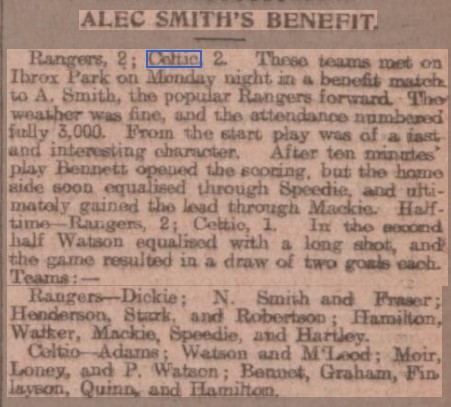 ALEC SMITH'S BENEFIT.
Rangers, 2; Celtic, 2. These teams met on
Ibrox Park on Monday night in a benefit match
to A. Smith, the popular Rangers forward. The
weather was fine, and the attendance numbered
fully 3,000. From the start play was of a fast
and interesting character. After ten minutes'
play Bennett opened the scoring, but the home
side soon equalised through Speedie, and ulti-
mately gained the lead through Mackie. Half-
time—Rangers, 2; Celtic, 1. In the second
half Watson equalised with a long shot, and
the game resulted in a draw of two goals each.
Teams:—
Rangers—Dickie; N. Smith and Fraser;
Henderson, Stark, and Robertson; Hamilton,
Walker, Mackie, Speedie, and Hartley.
Celtic—Adams; Watson and M'Leod; Moir,
Loney, and P. Watson; Bennet, Graham, Fin
layson, Quinn, and Hamilton.